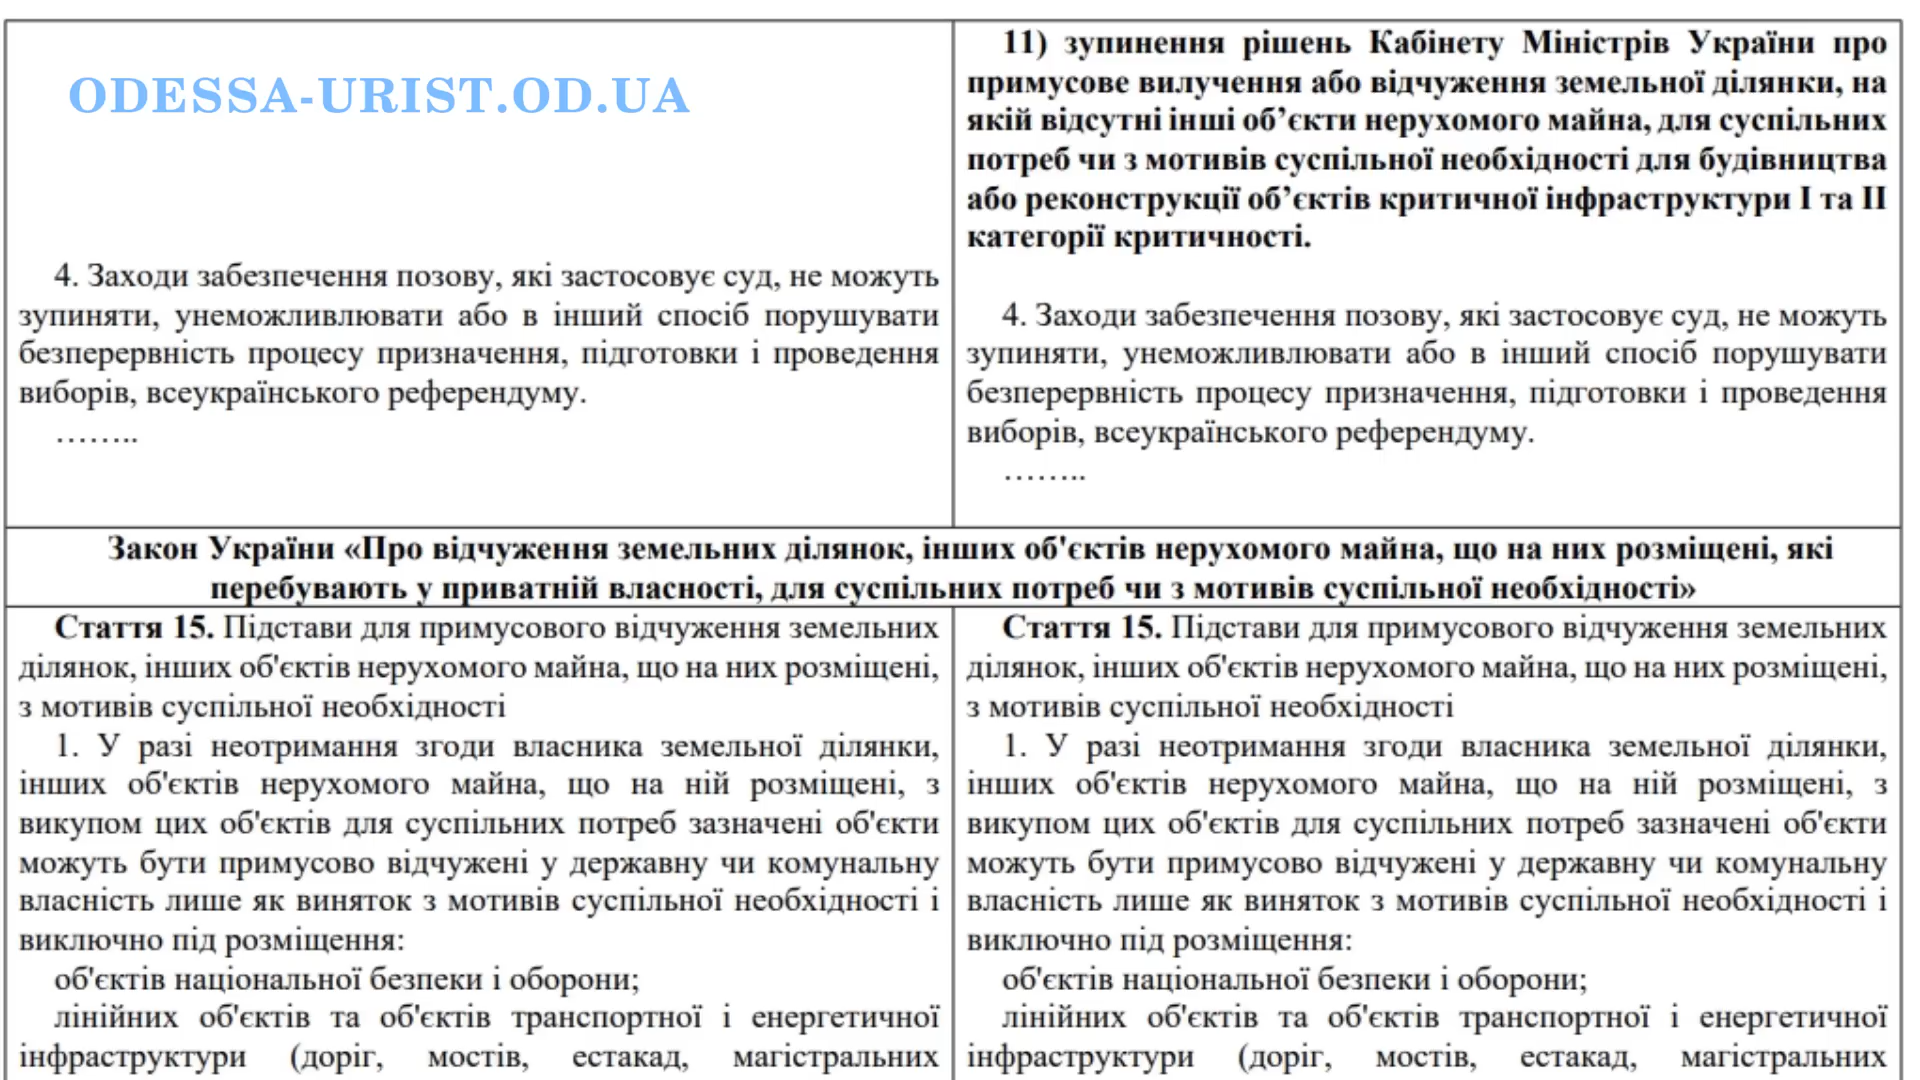 ODESSA-URIST.OD.UA
4. Заходи забезпечення позову, які застосовує суд, не можуть
зупиняти, унеможливлювати або в інший спосіб порушувати
безперервність процесу призначення, підготовки і проведення
виборів, всеукраїнського референдуму.
……..
11) зупинення рішень Кабінету Міністрів України про
примусове вилучення або відчуження земельної ділянки, на
якій відсутні інші об’єкти нерухомого майна, для суспільних
потреб чи з мотивів суспільної необхідності для будівництва
або реконструкції об’єктів критичної інфраструктури І та ІІ
категорії критичності.
4. Заходи забезпечення позову, які застосовує суд, не можуть
зупиняти, унеможливлювати або в інший спосіб порушувати
безперервність процесу призначення, підготовки і проведення
виборів, всеукраїнського референдуму.
……..
Закон України «Про відчуження земельних ділянок, інших об'єктів нерухомого майна, що на них розміщені, які
перебувають у приватній власності, для суспільних потреб чи з мотивів суспільної необхідності»
Стаття 15. Підстави для примусового відчуження земельних
ділянок, інших об'єктів нерухомого майна, що на них розміщені,
з мотивів суспільної необхідності
1. У разі неотримання згоди власника земельної ділянки,
інших об'єктів нерухомого майна, що на ній розміщені, з
викупом цих об'єктів для суспільних потреб зазначені об'єкти
можуть бути примусово відчужені у державну чи комунальну
власність лише як виняток з мотивів суспільної необхідності і
виключно під розміщення:
об'єктів національної безпеки і оборони;
лінійних об'єктів та об'єктів транспортної і енергетичної
інфраструктури (доріг, мостів, естакад, магістральних
Стаття 15. Підстави для примусового відчуження земельних
ділянок, інших об'єктів нерухомого майна, що на них розміщені,
з мотивів суспільної необхідності
1. У разі неотримання згоди власника земельної ділянки,
інших об'єктів нерухомого майна, що на ній розміщені, з
викупом цих об'єктів для суспільних потреб зазначені об'єкти
можуть бути примусово відчужені у державну чи комунальну
власність лише як виняток з мотивів суспільної необхідності і
виключно під розміщення:
об'єктів національної безпеки і оборони;
лінійних об'єктів та об'єктів транспортної і енергетичної
інфраструктури (доріг, мостів, естакад, магістральних